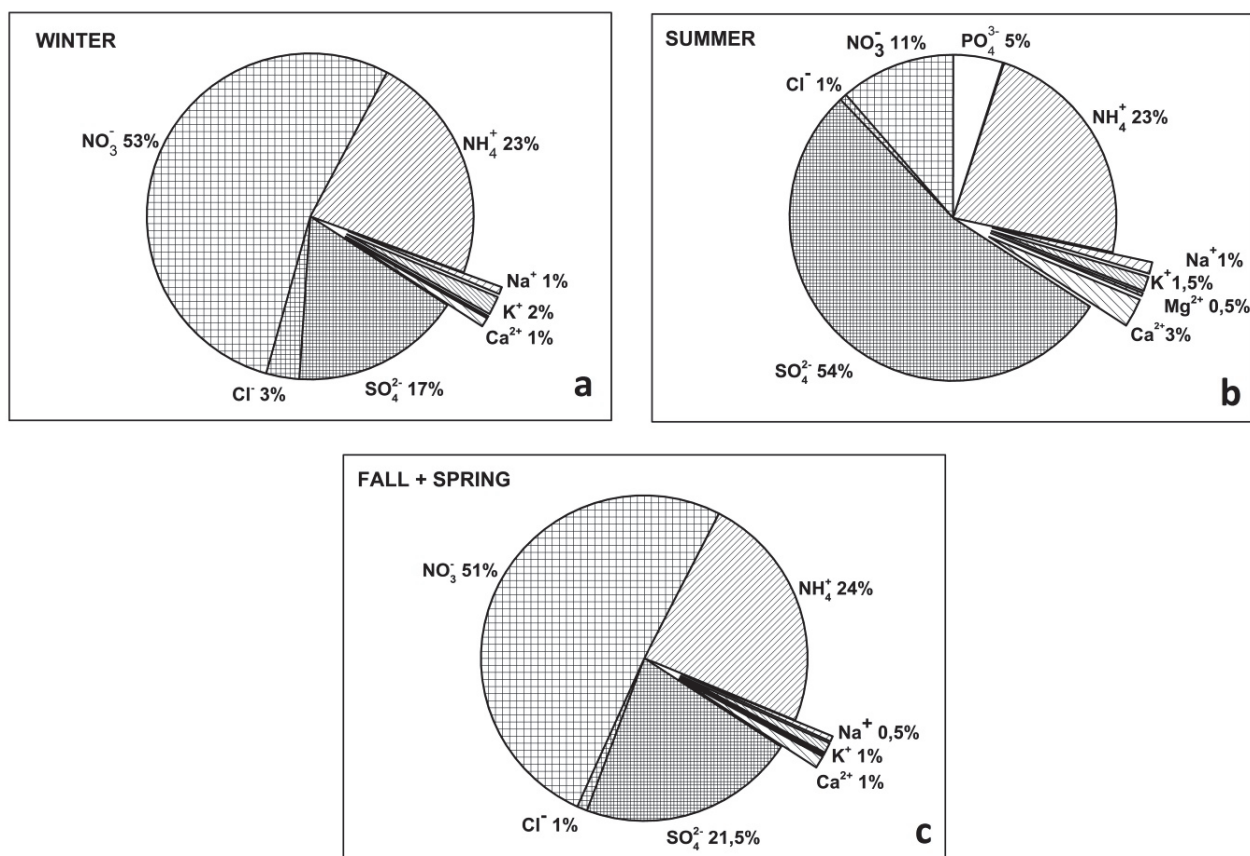 WINTER
NO₃⁻ 53%
NH₄⁺ 23%
Na⁺ 1%
K⁺ 2%
Ca²⁺ 1%
SO₄²⁻ 17%
Cl⁻ 3%
a
SUMMER
NO₃⁻ 11%
PO₄³⁻ 5%
Cl⁻ 1%
NH₄⁺ 23%
Na⁺1%
K⁺1,5%
Mg²⁺ 0,5%
Ca²⁺3%
SO₄²⁻ 54%
b
FALL + SPRING
NO₃⁻ 51%
NH₄⁺ 24%
Na⁺ 0,5%
K⁺ 1%
Ca²⁺ 1%
Cl⁻ 1%
SO₄²⁻ 21,5%
c